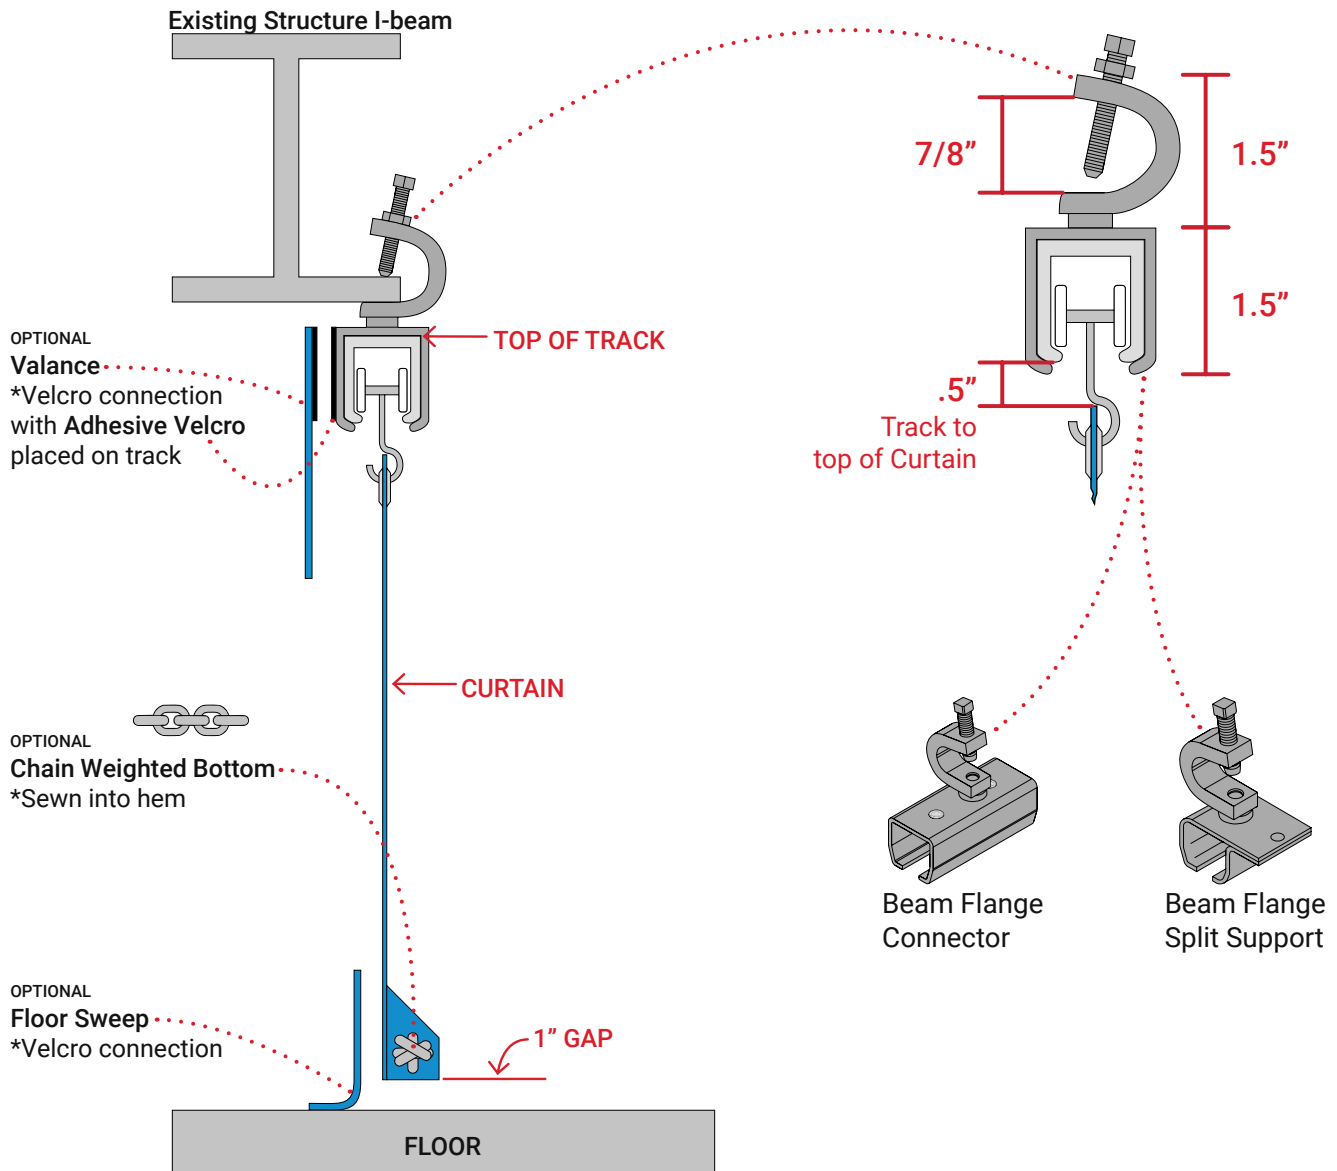 Existing Structure I-beam
7/8”
1.5”
1.5”
.5”
Track to
top of Curtain
TOP OF TRACK
OPTIONAL
Valance
*Velcro connection
with Adhesive Velcro
placed on track
CURTAIN
OPTIONAL
Chain Weighted Bottom
*Sewn into hem
Beam Flange
Connector
Beam Flange
Split Support
OPTIONAL
Floor Sweep
*Velcro connection
1” GAP
FLOOR